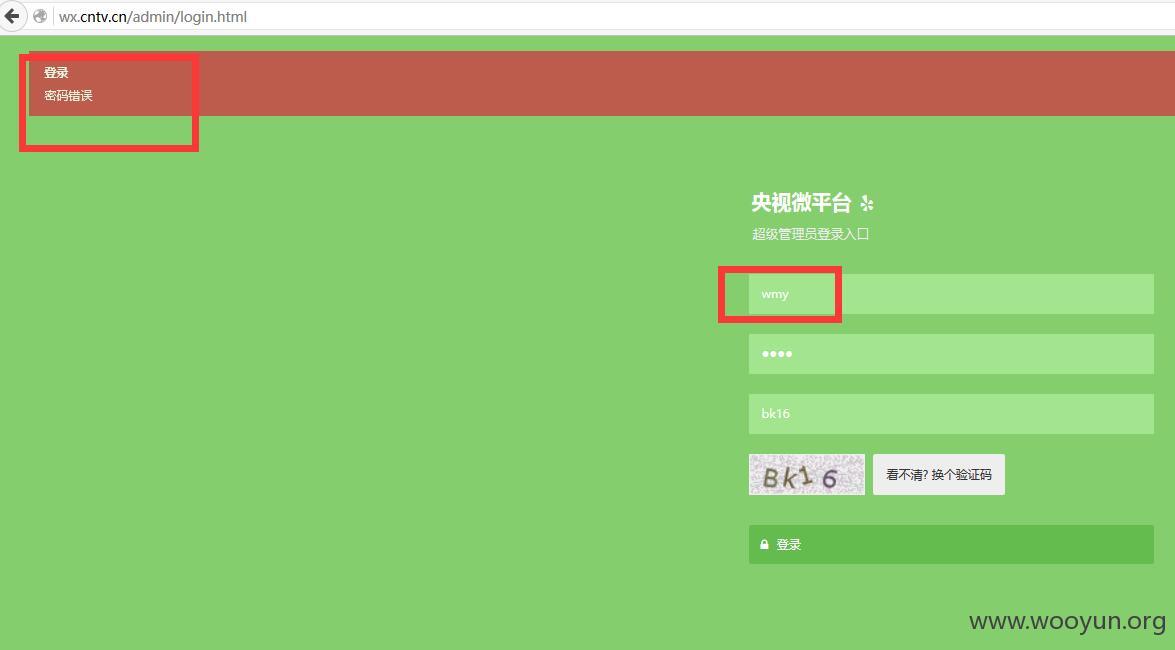 wx.cntv.cn/admin/login.html
登录
密码错误
央视微平台
超级管理员登录入口
wmy
••••
bk16
Bk16
看不清? 换个验证码
登录
www.wooyun.org